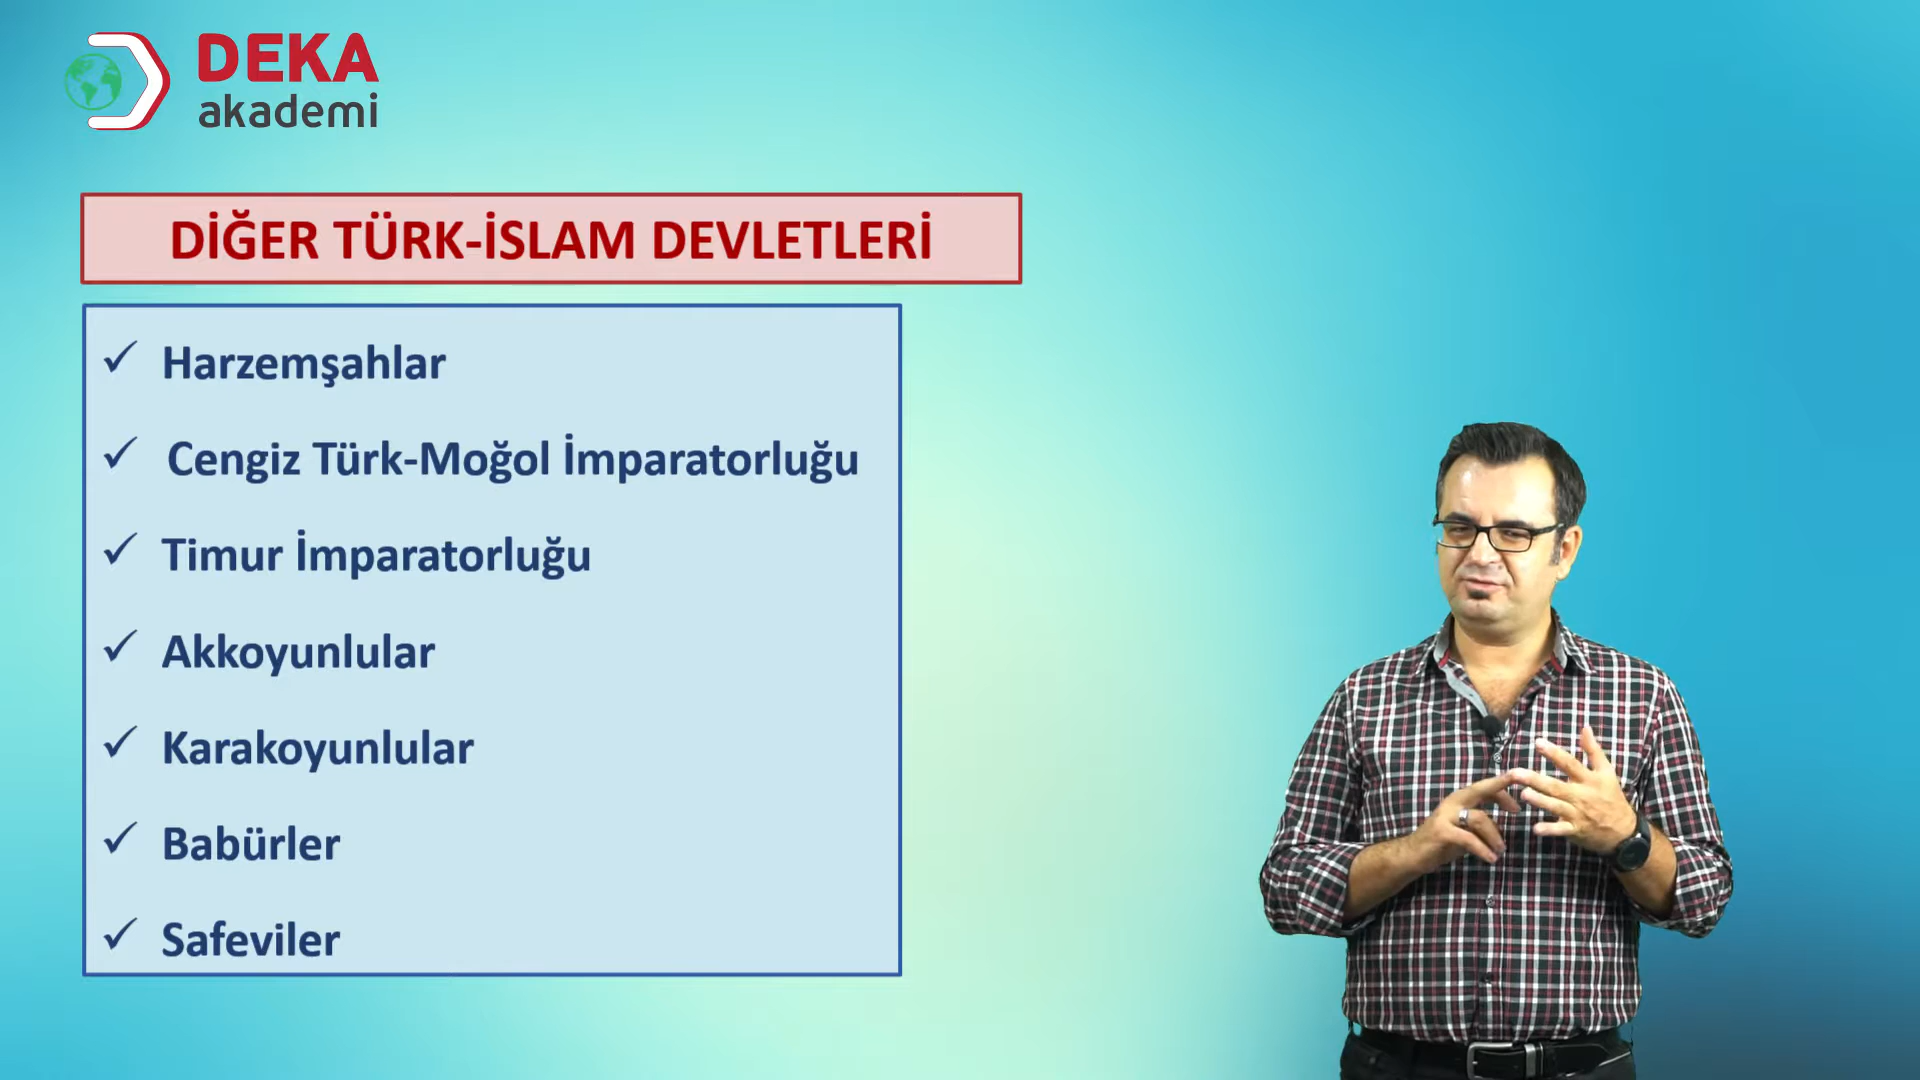 DEKA
akademi
DİĞER TÜRK-İSLAM DEVLETLERİ
✓ Harzemşahlar
✓ Cengiz Türk-Moğol İmparatorluğu
✓ Timur İmparatorluğu
✓ Akkoyunlular
✓ Karakoyunlular
✓ Babürler
✓ Safeviler